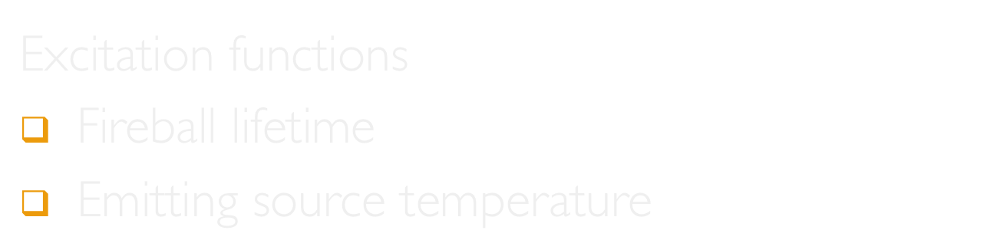 Excitation functions
❑ Fireball lifetime
❑ Emitting source temperature